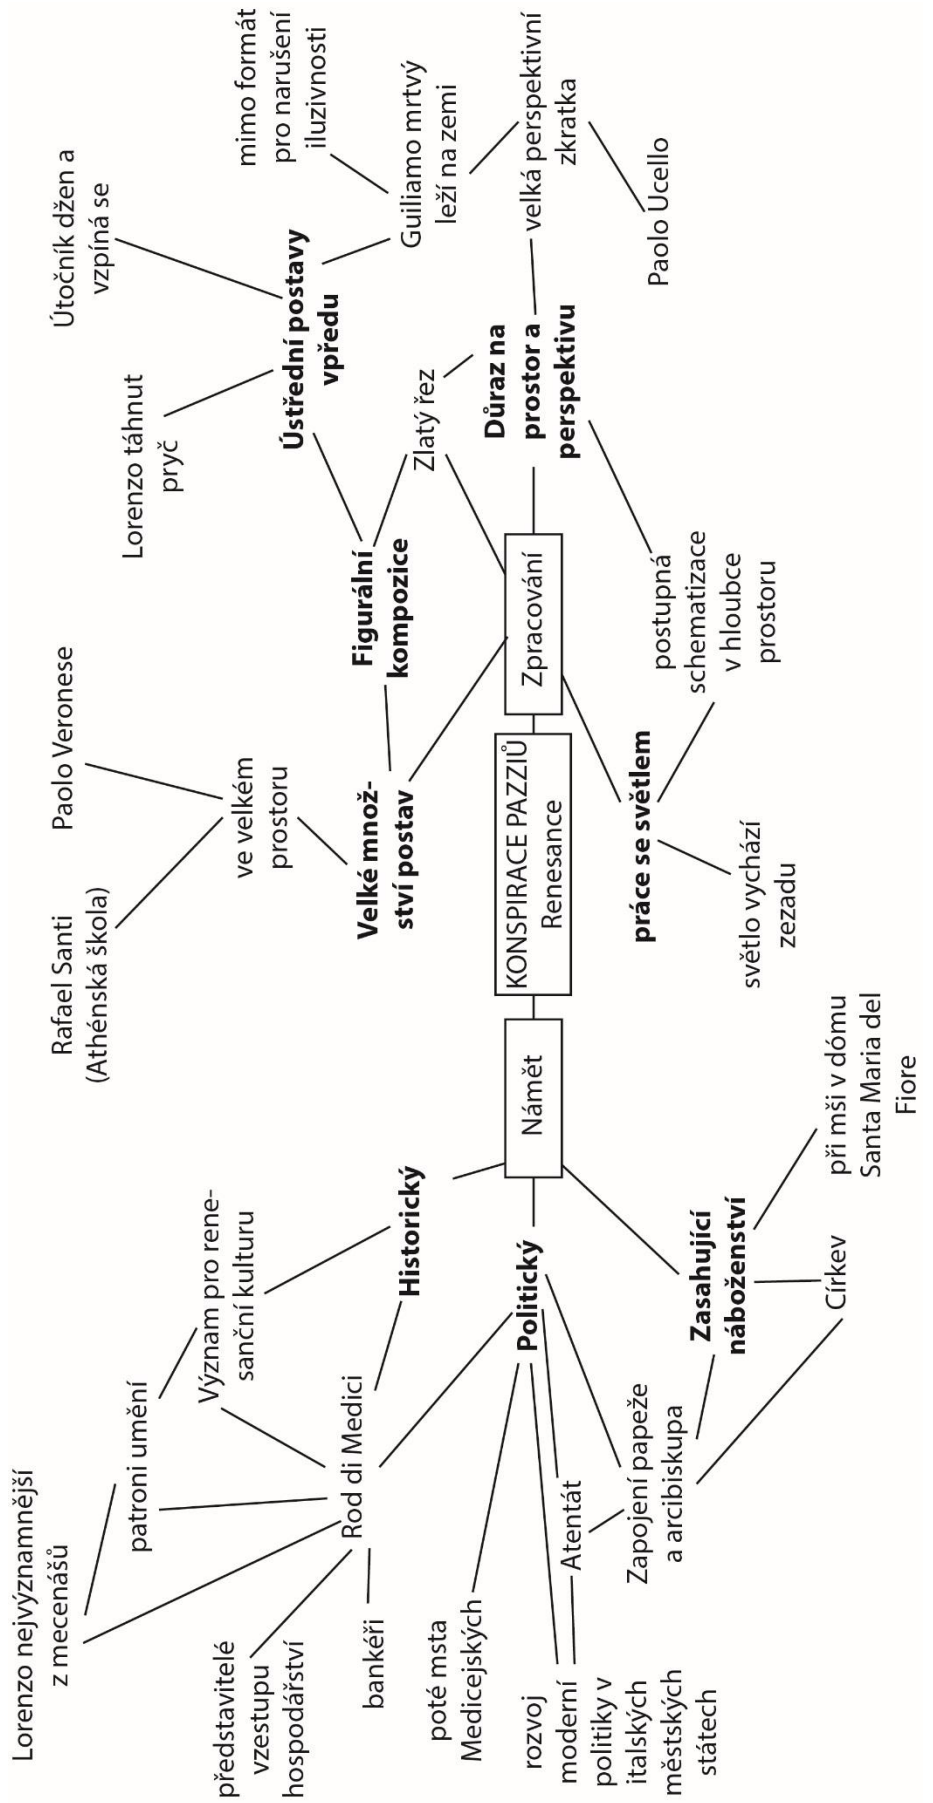 Lorenzo nejvýznamnější
z mecenášů
patroni umění
Význam pro rene-
sanční kulturu
představitelé
vzestupu
hospodářství
Rod di Medici
bankéři
Historický
poté msta
Medicejských
Politický
rozvoj
moderní
politiky v
italských
městských
státech
Atentát
Zapojení papeže
a arcibiskupa
Zasahující
náboženství
Církev
při mši v dómu
Santa Maria del
Fiore
Námět
KONSPIRACE PAZZIŮ
Renesance
Zpracování
Rafael Santi
(Athénská škola)
Paolo Veronese
ve velkém
prostoru
Velké množ-
ství postav
Figurální
kompozice
Lorenzo táhnut
pryč
Útočník džen a
vzpíná se
Ústřední postavy
vpředu
mimo formát
pro narušení
iluzivnosti
Guiliamo mrtvý
leží na zemi
Zlatý řez
Důraz na
prostor a
perspektivu
velká perspektivní
zkratka
Paolo Ucello
práce se světlem
světlo vychází
zezadu
postupná
schematizace
v hloubce
prostoru